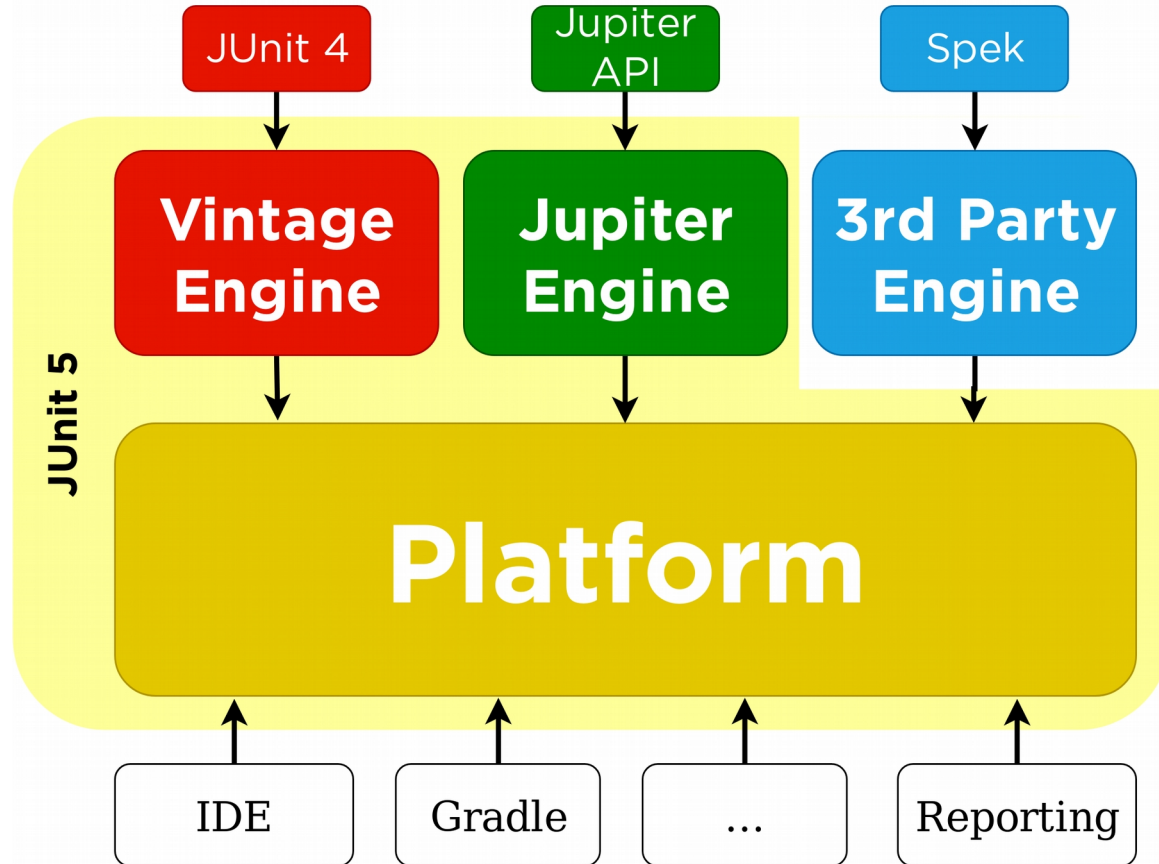 JUnit 4
Jupiter
API
Spek
Vintage
Engine
Jupiter
Engine
3rd Party
Engine
JUnit 5
Platform
IDE
Gradle
...
Reporting